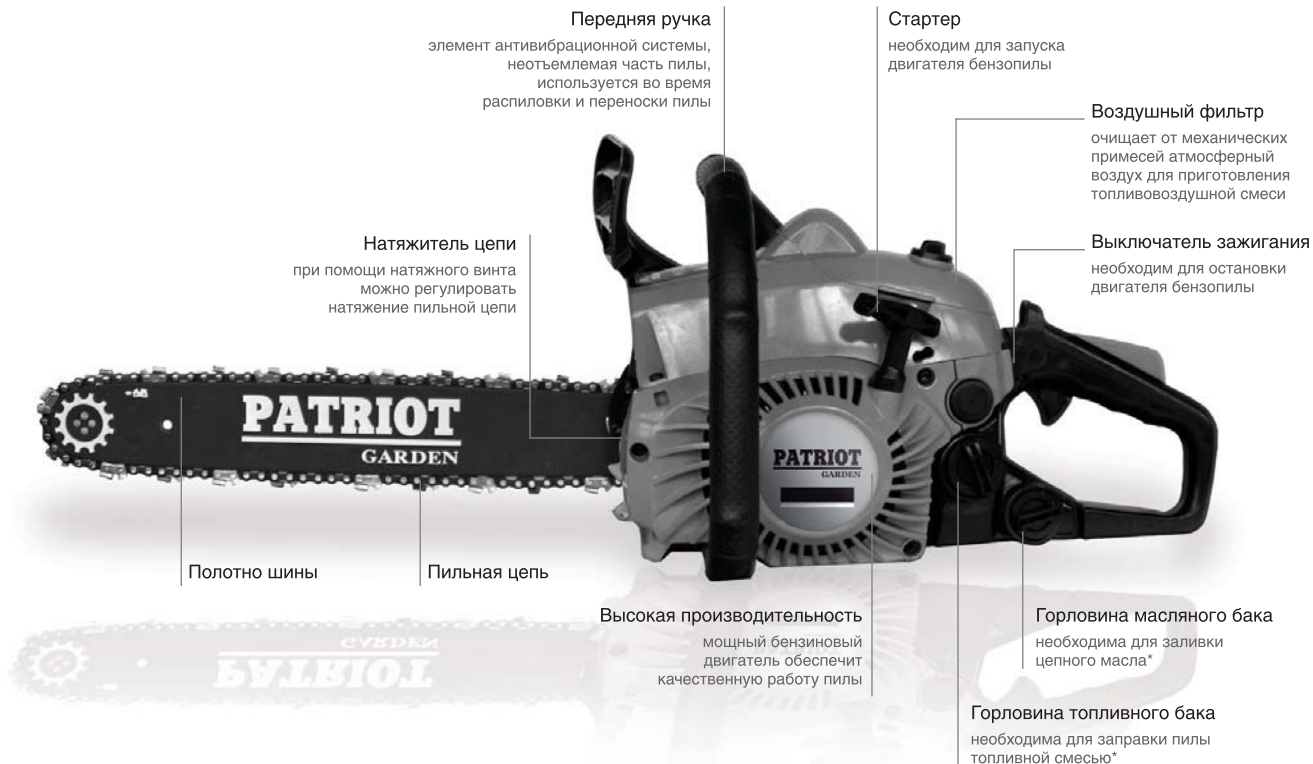 Передняя ручка
элемент антивибрационной системы,
неотъемлемая часть пилы,
используется во время
распиловки и переноски пилы
Стартер
необходим для запуска
двигателя бензопилы
Воздушный фильтр
очищает от механических
примесей атмосферный
воздух для приготовления
топливовоздушной смеси
Натяжитель цепи
при помощи натяжного винта
можно регулировать
натяжение пильной цепи
Выключатель зажигания
необходим для остановки
двигателя бензопилы
PATRIOT
GARDEN
PATRIOT
GARDEN
Полотно шины
Пильная цепь
Высокая производительность
мощный бензиновый
двигатель обеспечит
качественную работу пилы
Горловина масляного бака
необходима для заливки
цепного масла*
Горловина топливного бака
необходима для заправки пилы
топливной смесью*
GARDEN
PATRIOT